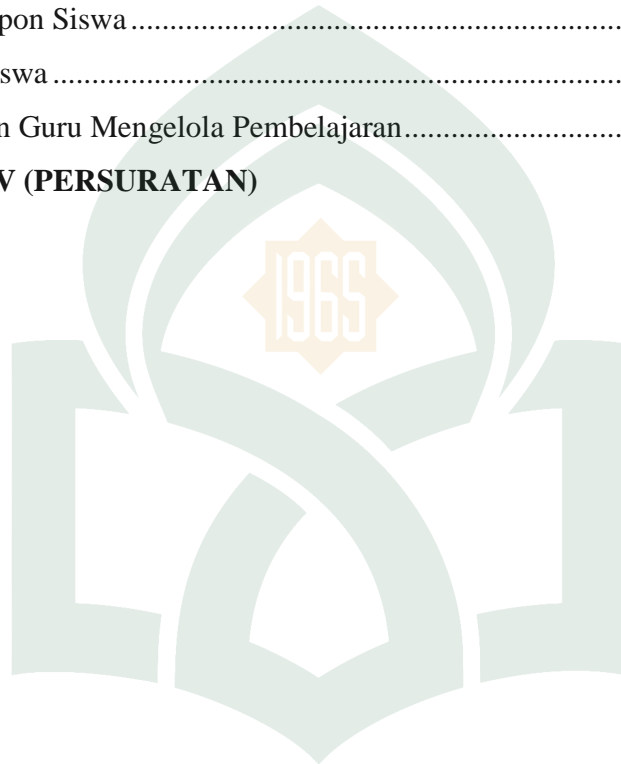 pon Siswa................................................................................
swa................................................................................................
n Guru Mengelola Pembelajaran....................................
V (PERSURATAN)
1965